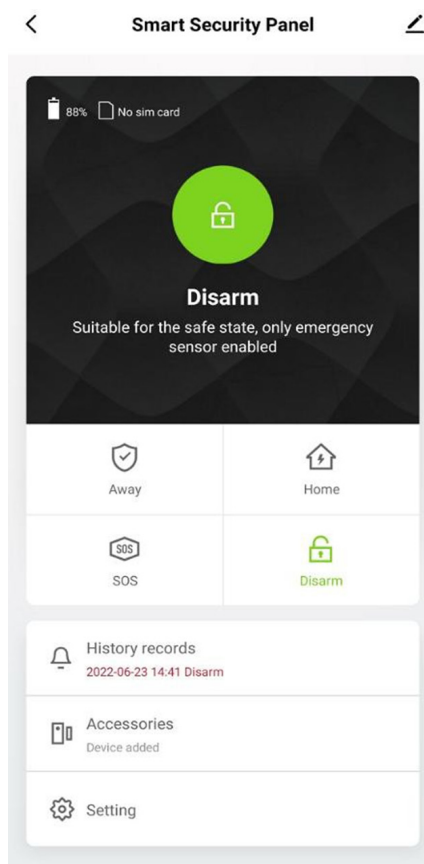 Smart Security Panel
88% No sim card
Disarm
Suitable for the safe state, only emergency
sensor enabled
Away
Home
SOS
SOS
Disarm
History records
2022-06-23 14:41 Disarm
Accessories
Device added
Setting